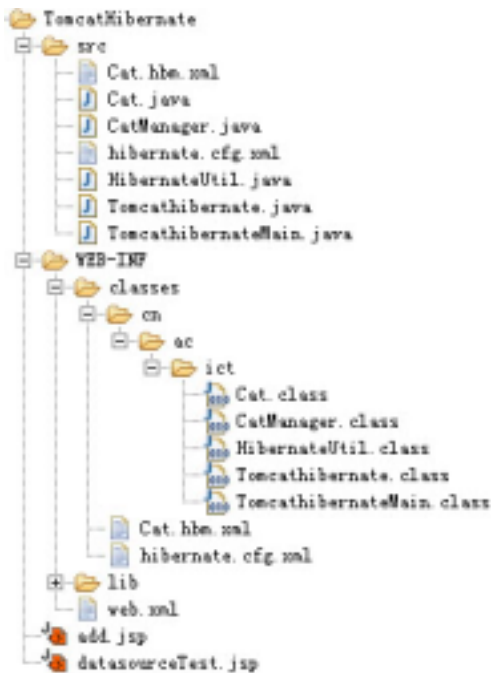 TomcatHibernate
src
Cat.hbm.xml
Cat.java
CatManager.java
hibernate.cfg.xml
HibernateUtil.java
Tomcathibernate.java
TomcathibernateMain.java
WEB-INF
classes
cn
ac
ict
Cat.class
CatManager.class
HibernateUtil.class
Tomcathibernate.class
TomcathibernateMain.class
Cat.hbm.xml
hibernate.cfg.xml
lib
web.xml
add.jsp
datasourceTest.jsp